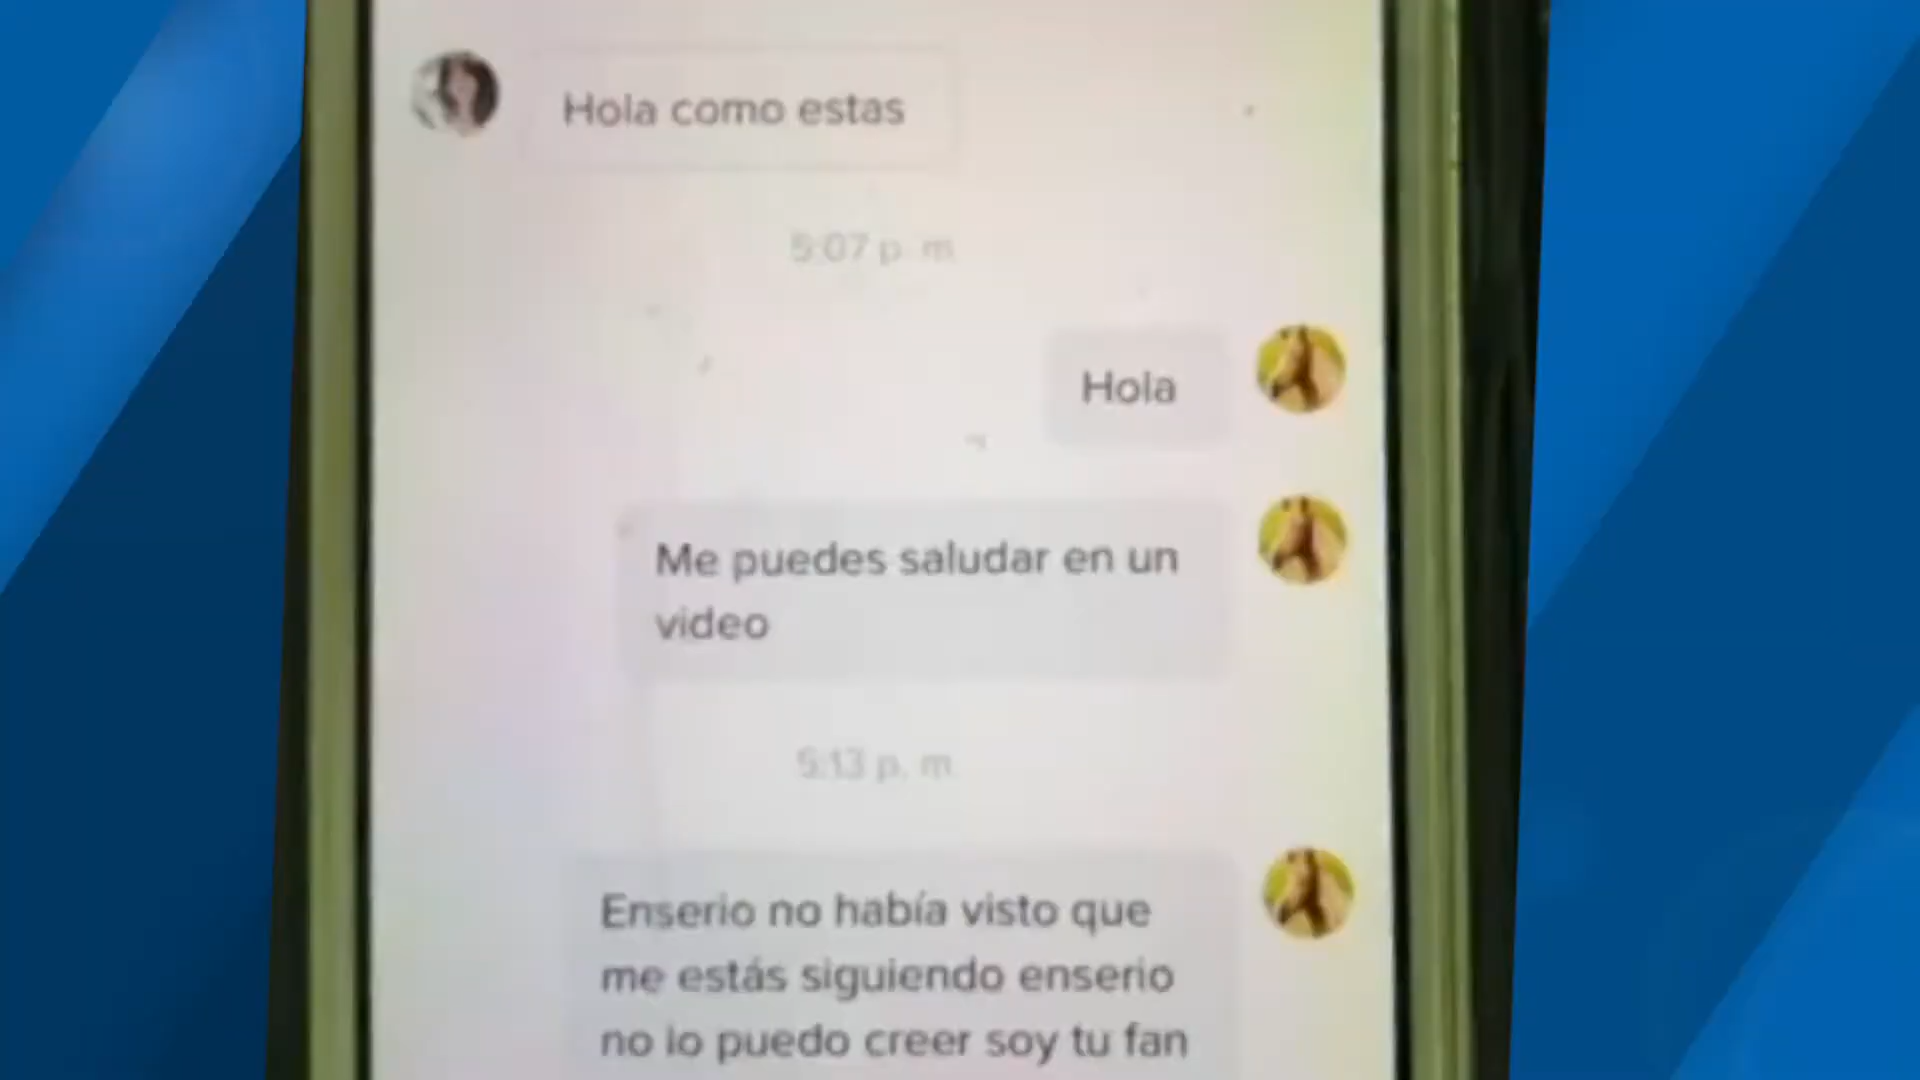 Hola como estas
5:07 p. m.
Hola
Me puedes saludar en un
video
5:13 p. m.
Enserio no había visto que
me estás siguiendo enserio
no lo puedo creer soy tu fan